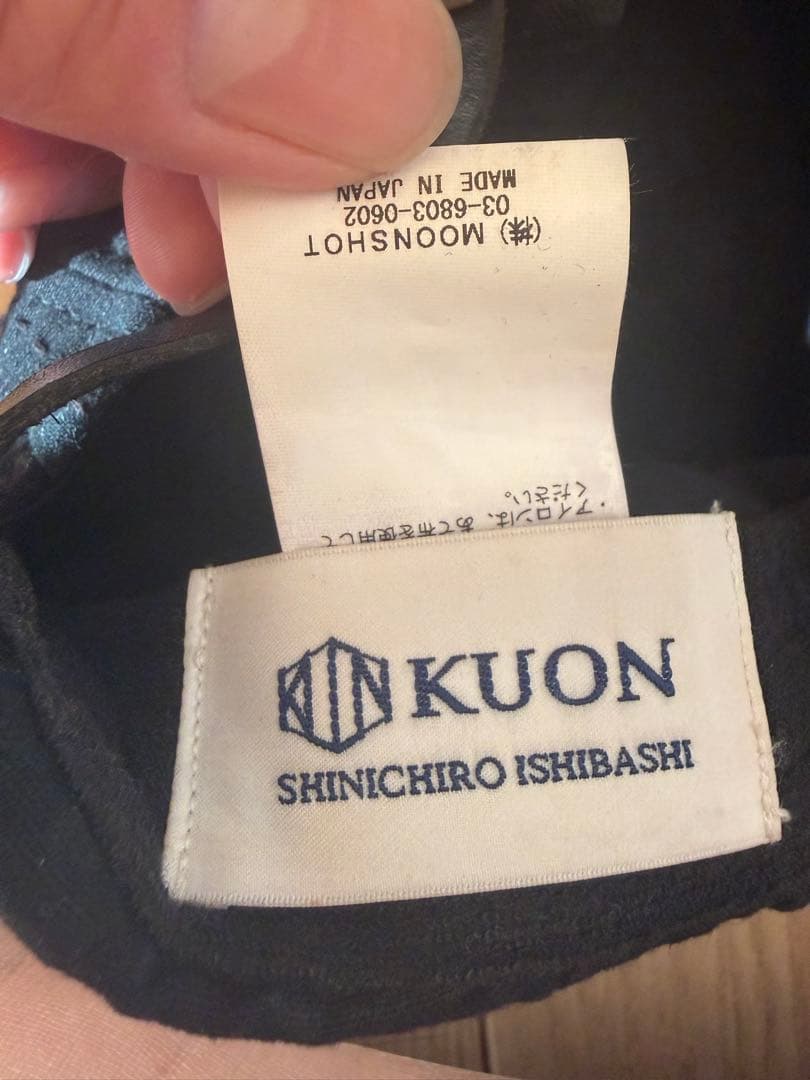 ・アイロンは、あて布を使用して
ください。
(株) MOONSHOT
03-6803-0602
MADE IN JAPAN
KUON
KUON
SHINICHIRO ISHIBASHI